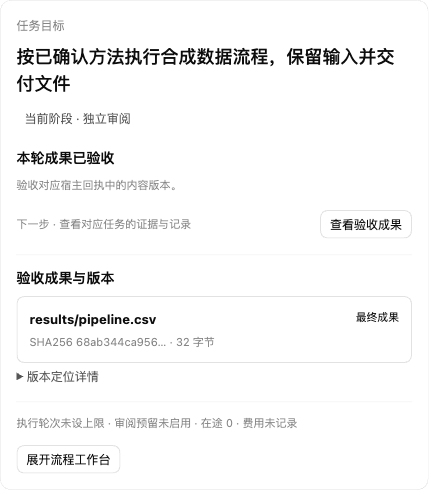 任务目标
按已确认方法执行合成数据流程，保留输入并交
付文件
当前阶段 · 独立审阅
本轮成果已验收
验收对应宿主回执中的内容版本。
下一步 · 查看对应任务的证据与记录
查看验收成果
验收成果与版本
results/pipeline.csv
最终成果
SHA256 68ab344ca956... · 32 字节
▶ 版本定位详情
执行轮次未设上限 · 审阅预留未启用 · 在途 0 · 费用未记录
展开流程工作台